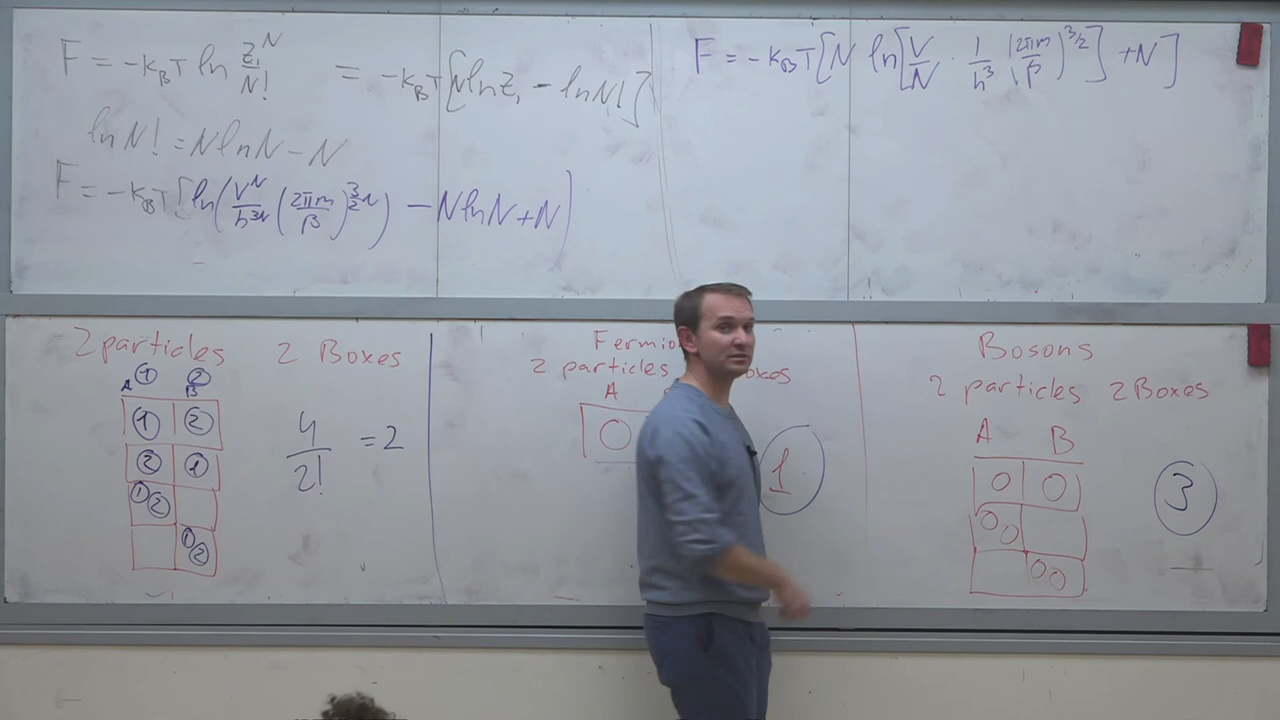 F = -k_B T ln Z_1^N / N! = -k_B T [N ln Z_1 - ln N!]
ln N! = N ln N - N
F = -k_B T [ln(V^N / h^{3N} (2πm / β)^{3/2 N}) - N ln N + N]
F = -k_B T [N ln [V/N · 1/h^3 (2πm / β)^{3/2}] + N]
2 particles 2 Boxes
1 2
A B
1 2
2 1
1 2
1 2
4 / 2! = 2
2 particles
A
1
Bosons
2 particles 2 Boxes
A B
3